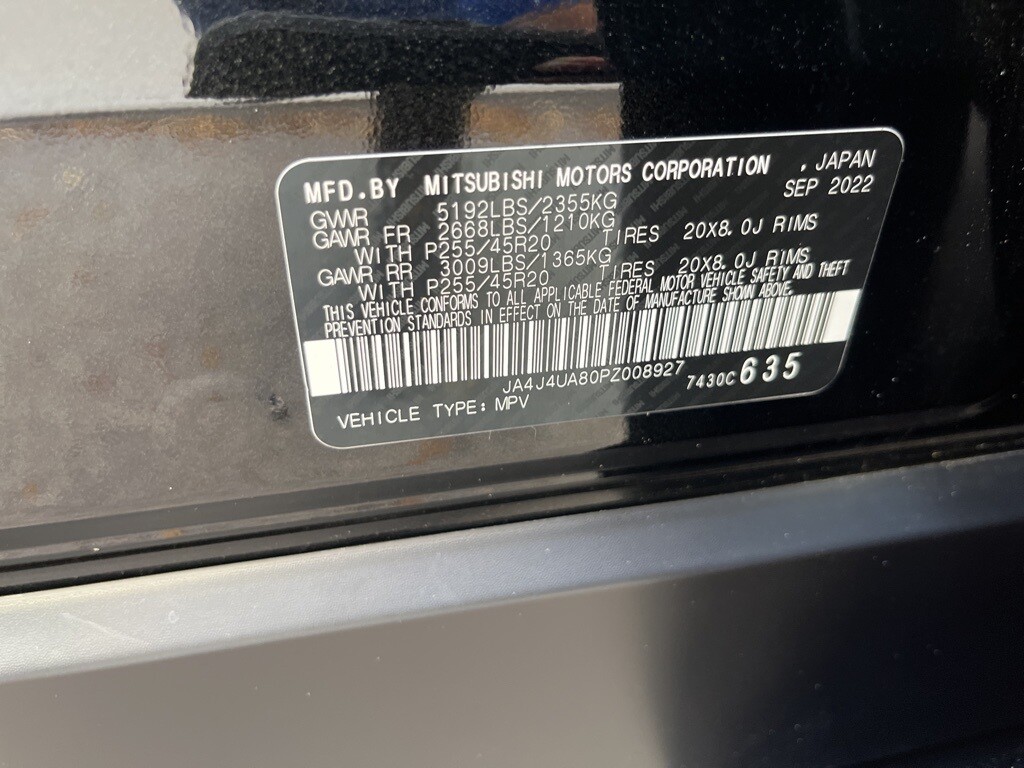 MFD.BY MITSUBISHI MOTORS CORPORATION . JAPAN
SEP 2022
GVWR 5192LBS/2355KG
GAWR FR 2668LBS/1210KG
WITH P255/45R20 TIRES 20X8.0J RIMS
GAWR RR 3009LBS/1365KG
WITH P255/45R20 TIRES 20X8.0J RIMS
THIS VEHICLE CONFORMS TO ALL APPLICABLE FEDERAL MOTOR VEHICLE SAFETY AND THEFT
PREVENTION STANDARDS IN EFFECT ON THE DATE OF MANUFACTURE SHOWN ABOVE.
JA4J4UA80PZ008927 7430C635
VEHICLE TYPE: MPV